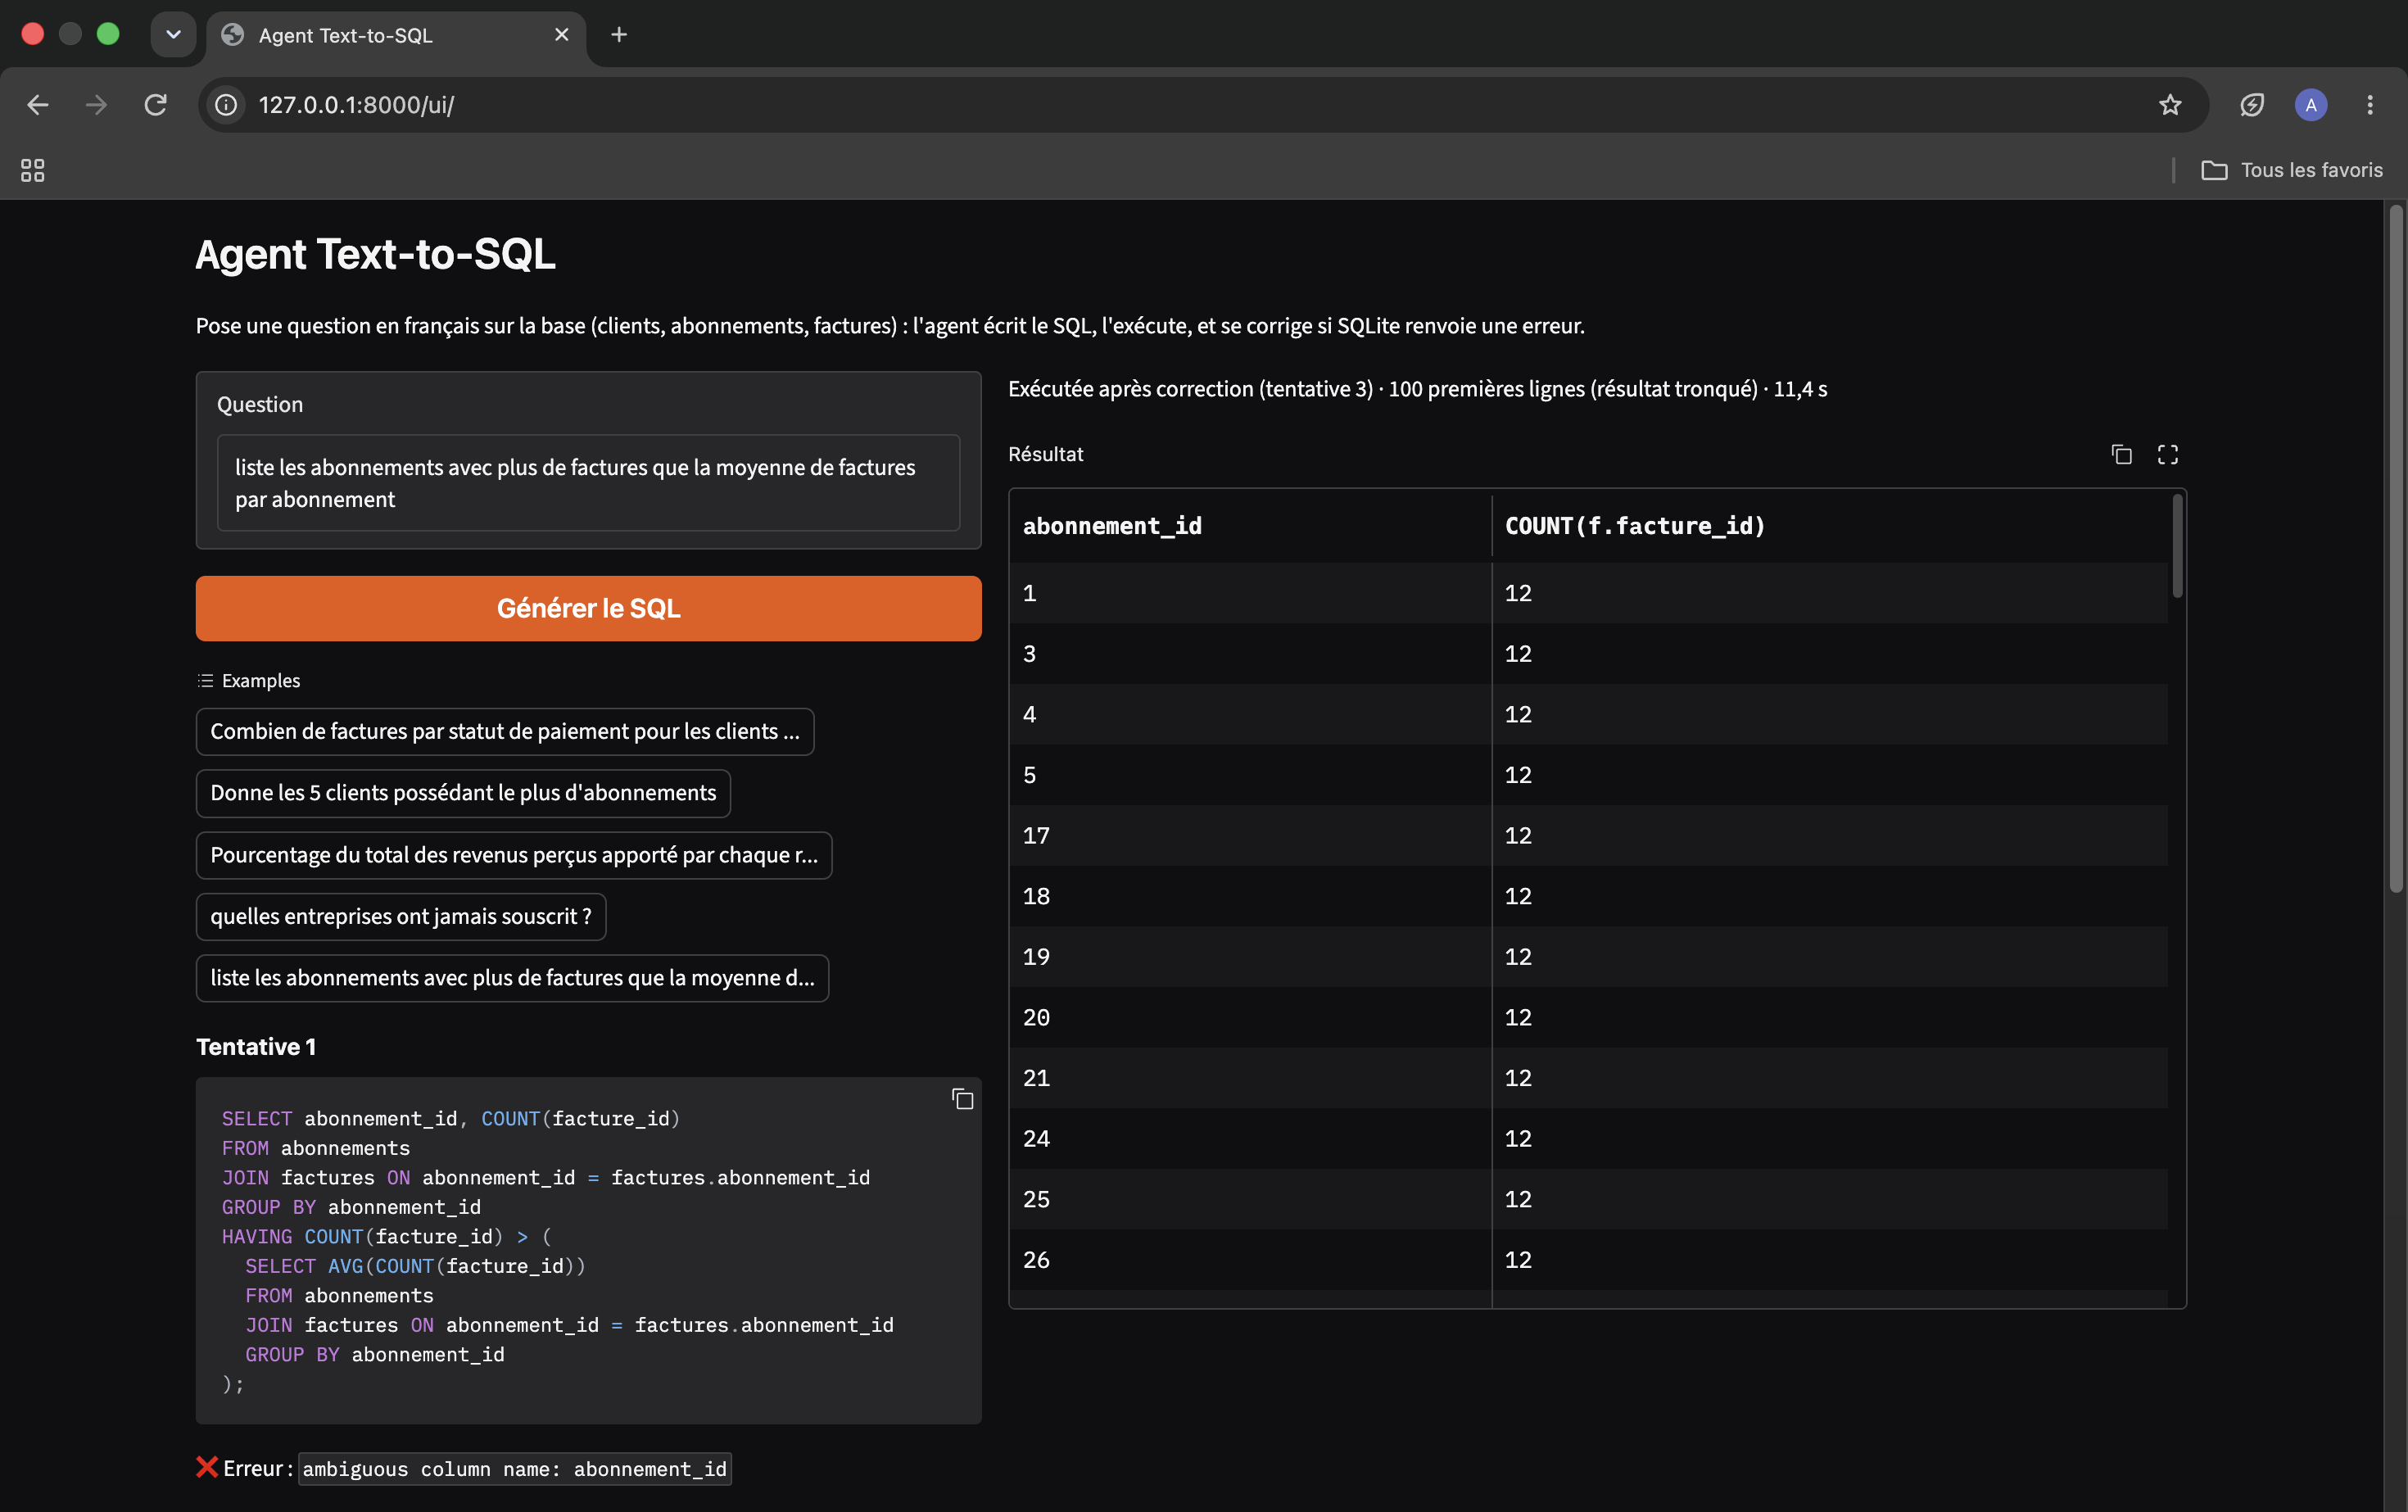 Agent Text-to-SQL
127.0.0.1:8000/ui/
A
Tous les favoris
Agent Text-to-SQL
Pose une question en français sur la base (clients, abonnements, factures) : l'agent écrit le SQL, l'exécute, et se corrige si SQLite renvoie une erreur.
Question
liste les abonnements avec plus de factures que la moyenne de factures
par abonnement
Générer le SQL
Examples
Combien de factures par statut de paiement pour les clients ...
Donne les 5 clients possédant le plus d'abonnements
Pourcentage du total des revenus perçus apporté par chaque r...
quelles entreprises ont jamais souscrit ?
liste les abonnements avec plus de factures que la moyenne d...
Tentative 1
SELECT abonnement_id, COUNT(facture_id)
FROM abonnements
JOIN factures ON abonnement_id = factures.abonnement_id
GROUP BY abonnement_id
HAVING COUNT(facture_id) > (
  SELECT AVG(COUNT(facture_id))
  FROM abonnements
  JOIN factures ON abonnement_id = factures.abonnement_id
  GROUP BY abonnement_id
);
❌ Erreur : ambiguous column name: abonnement_id
Exécutée après correction (tentative 3) · 100 premières lignes (résultat tronqué) · 11,4 s
Résultat
abonnement_id COUNT(f.facture_id)
1 12
3 12
4 12
5 12
17 12
18 12
19 12
20 12
21 12
24 12
25 12
26 12